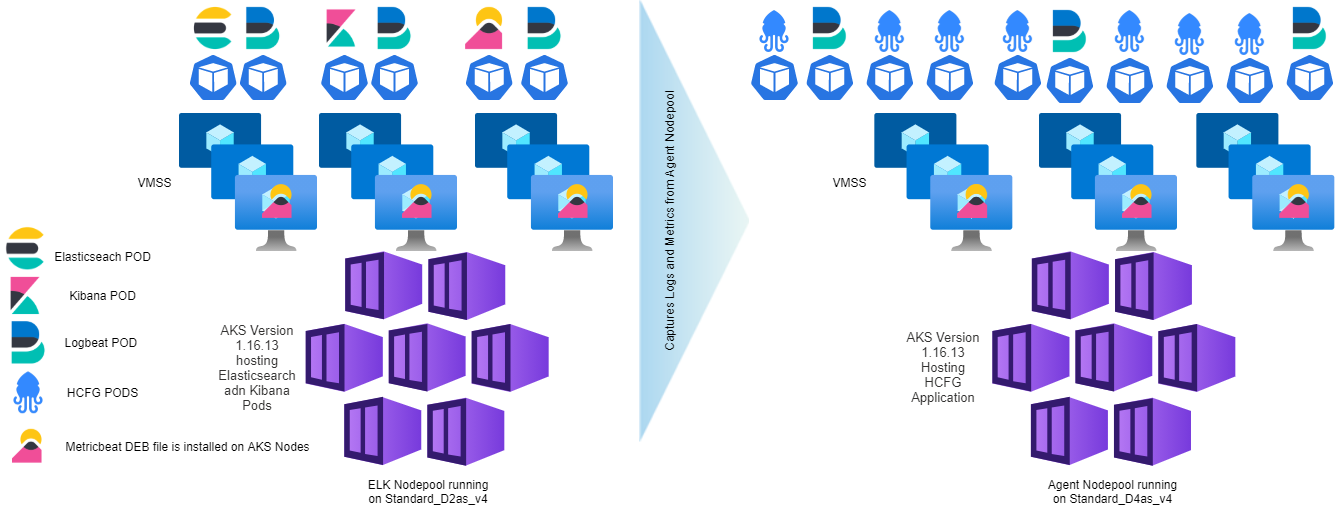 VMSS
Elasticseach POD
Kibana POD
Logbeat POD
HCFG PODS
Metricbeat DEB file is installed on AKS Nodes
AKS Version
1.16.13
hosting
Elasticsearch
adn Kibana
Pods
ELK Nodepool running
on Standard_D2as_v4
Captures Logs and Metrics from Agent Nodepool
VMSS
AKS Version
1.16.13
Hosting
HCFG
Application
Agent Nodepool running
on Standard_D4as_v4